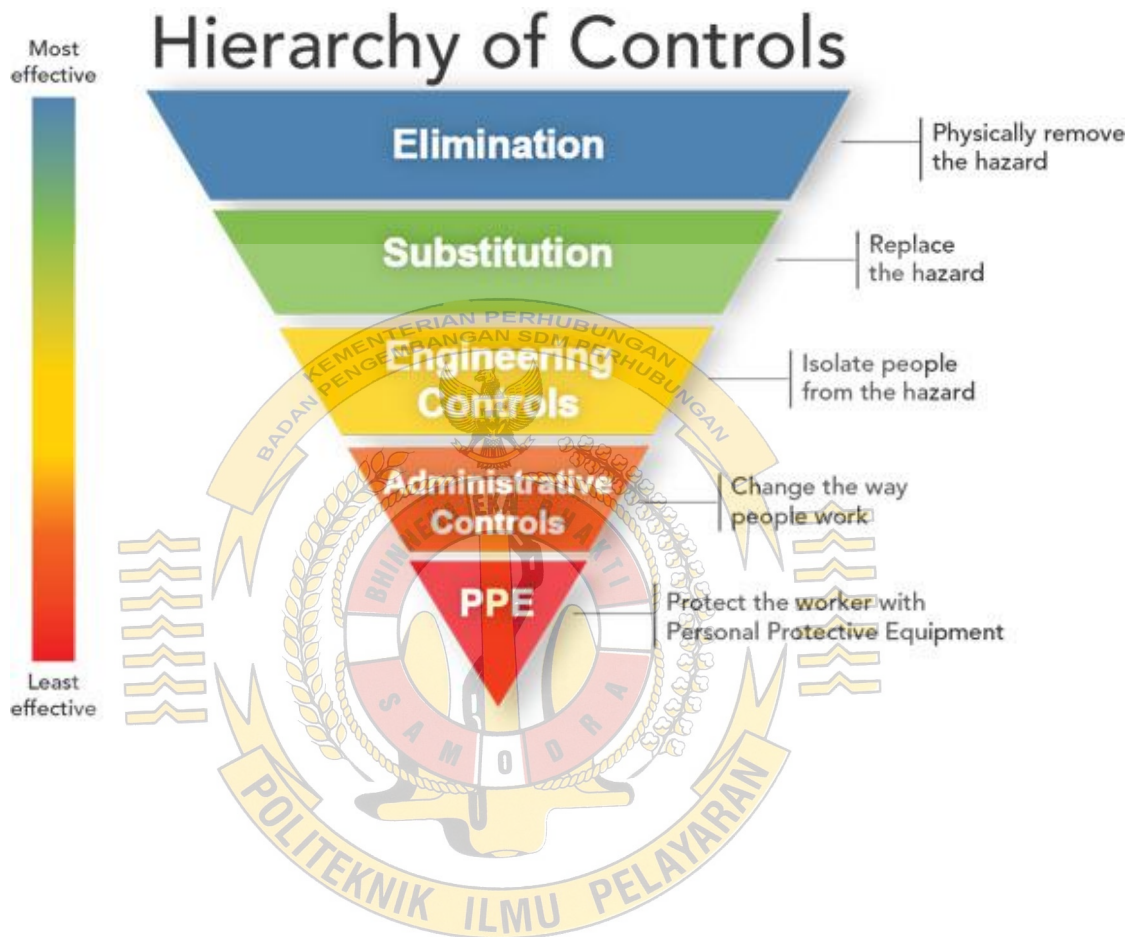 Hierarchy of Controls
Most
effective
Elimination
Physically remove
the hazard
Substitution
Replace
the hazard
KEMENTERIAN PERHUBUNGAN
BADAN PENGEMBANGAN SDM PERHUBUNGAN
Engineering
Controls
Isolate people
from the hazard
Administrative
Controls
Change the way
people work
PPE
Protect the worker with
Personal Protective Equipment
Least
effective
SAMODRA
POLITEKNIK ILMU PELAYARAN